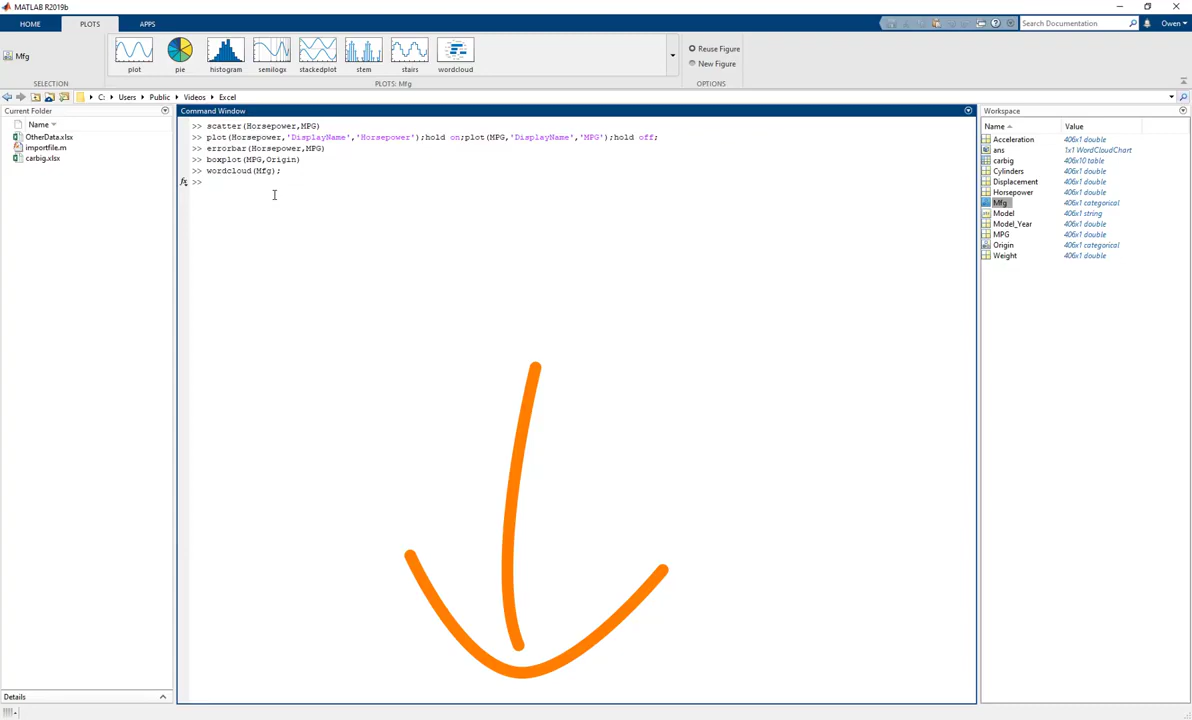 MATLAB R2019b
HOME PLOTS APPS
Search Documentation Owen
Mfg
plot pie histogram semilogx stackedplot stem stairs wordcloud
Reuse Figure
New Figure
SELECTION PLOTS: Mfg OPTIONS
C: Users Public Videos Excel
Current Folder
Name
OtherData.xlsx
importfile.m
carbig.xlsx
Details
Command Window
>> scatter(Horsepower,MPG)
>> plot(Horsepower,'DisplayName','Horsepower');hold on;plot(MPG,'DisplayName','MPG');hold off;
>> errorbar(Horsepower,MPG)
>> boxplot(MPG,Origin)
>> wordcloud(Mfg);
fx >>
Workspace
Name Value
Acceleration 406x1 double
ans 1x1 WordCloudChart
carbig 406x10 table
Cylinders 406x1 double
Displacement 406x1 double
Horsepower 406x1 double
Mfg 406x1 categorical
Model 406x1 string
Model_Year 406x1 double
MPG 406x1 double
Origin 406x1 categorical
Weight 406x1 double